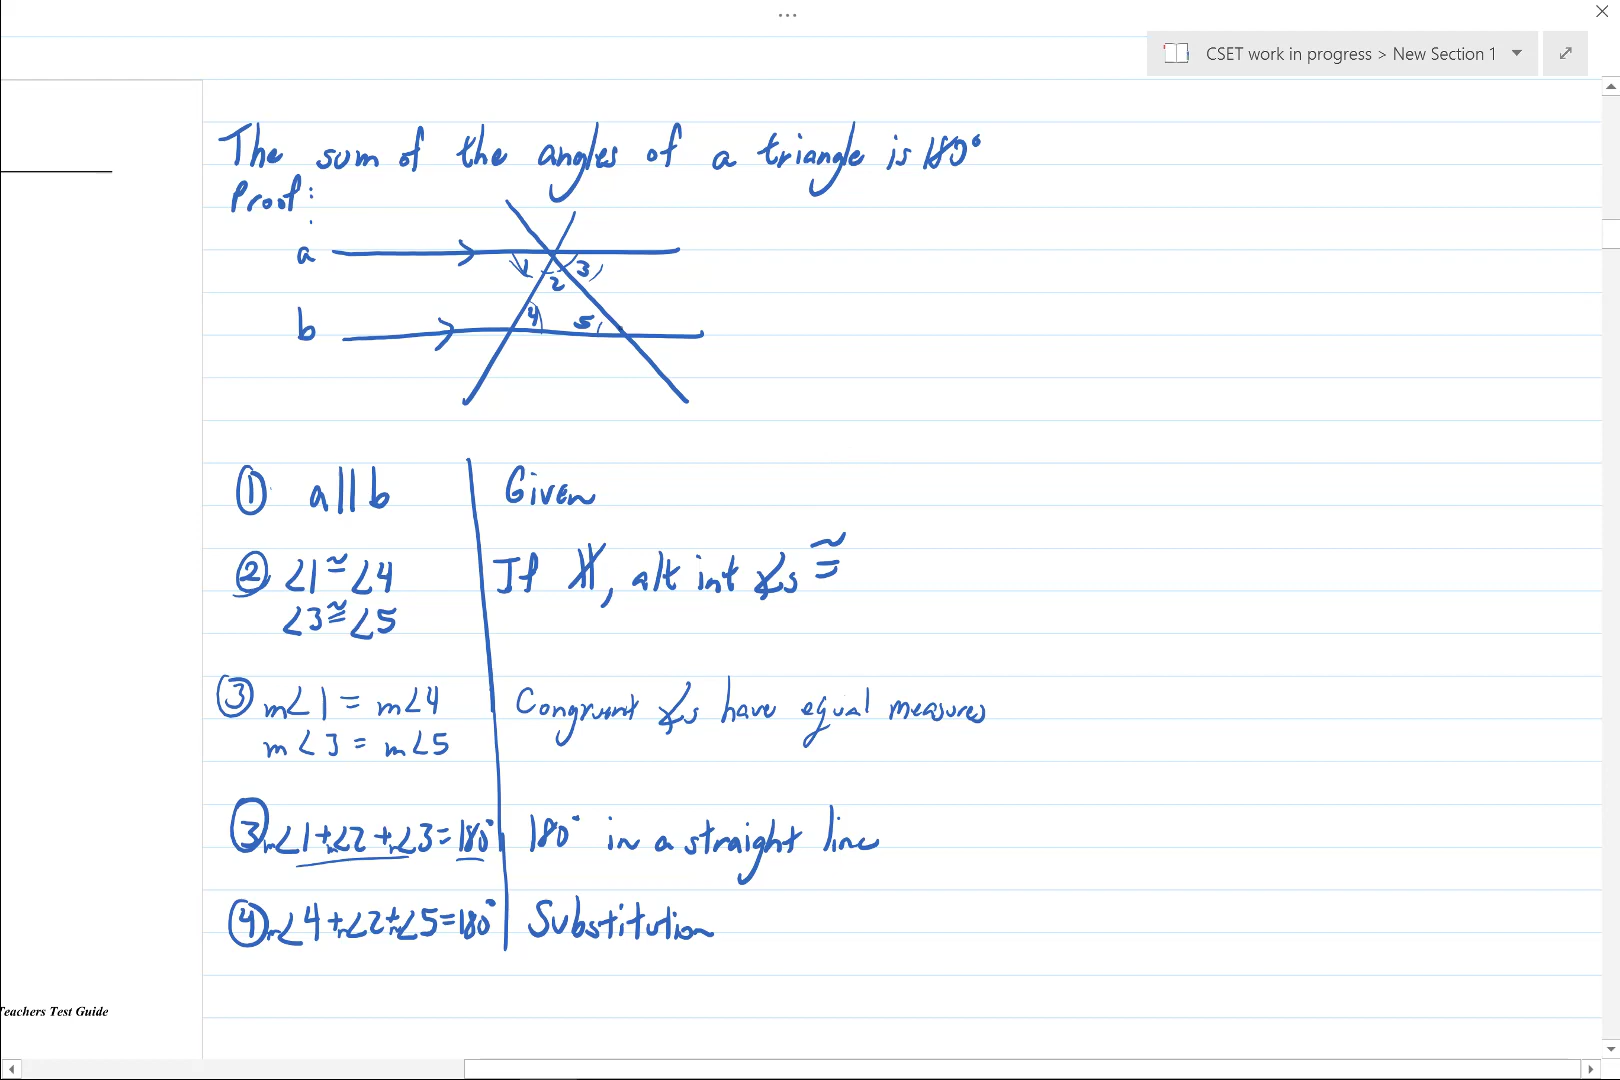 ...
CSET work in progress > New Section 1
The sum of the angles of a triangle is 180°
Proof:
a
1 2 3
b
4 5
① a || b Given
② ∠1 ≅ ∠4 If ∦, alt int ∡s ≅
∠3 ≅ ∠5
③ m∠1 = m∠4 Congruent ∡s have equal measures
m∠3 = m∠5
③ m∠1 + m∠2 + m∠3 = 180° 180° in a straight line
④ m∠4 + m∠2 + m∠5 = 180° Substitution
Teachers Test Guide